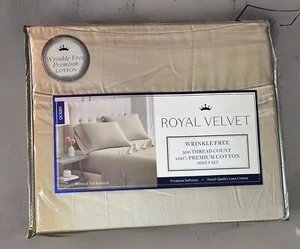 Wrinkle Free
Premium
COTTON
QUEEN
ROYAL VELVET
WRINKLE FREE
300 THREAD COUNT
100% PREMIUM COTTON
SHEET SET